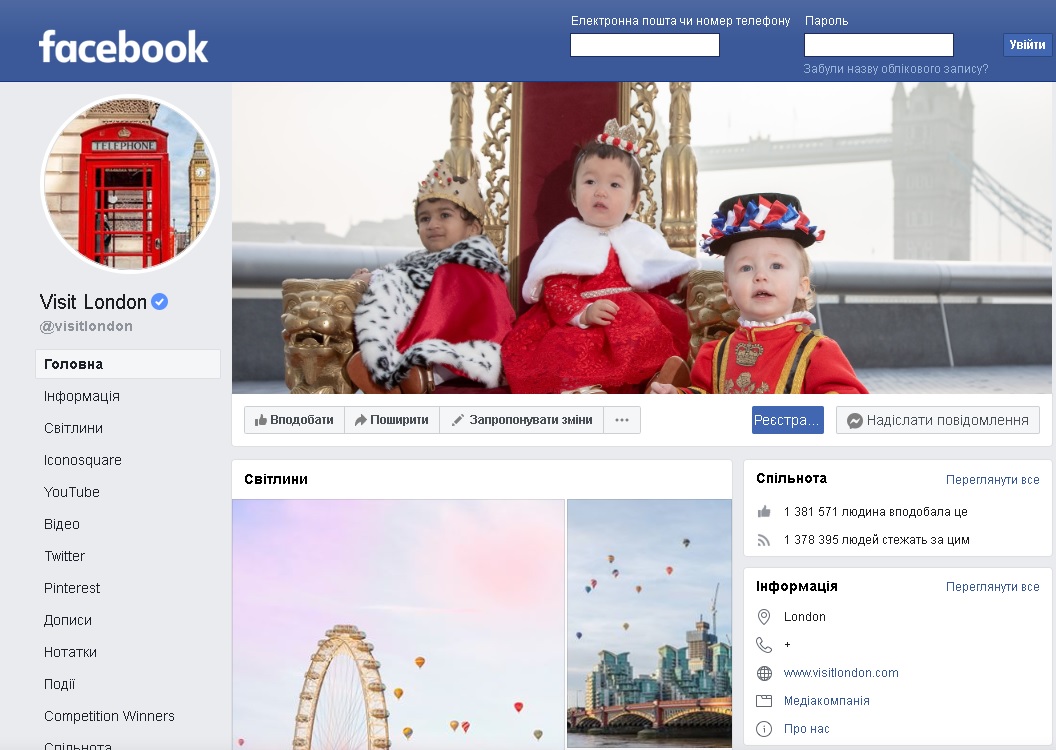 facebook
Електронна пошта чи номер телефону
Пароль
Увійти
Забули назву облікового запису?
TELEPHONE
Visit London
@visitlondon
Головна
Інформація
Світлини
Iconosquare
YouTube
Відео
Twitter
Pinterest
Дописи
Нотатки
Події
Competition Winners
Спільнота
Вподобати
Поширити
Запропонувати зміни
Реєстра...
Надіслати повідомлення
Світлини
Спільнота
Переглянути все
1 381 571 людина вподобала це
1 378 395 людей стежать за цим
Інформація
Переглянути все
London
+
www.visitlondon.com
Медіакомпанія
Про нас